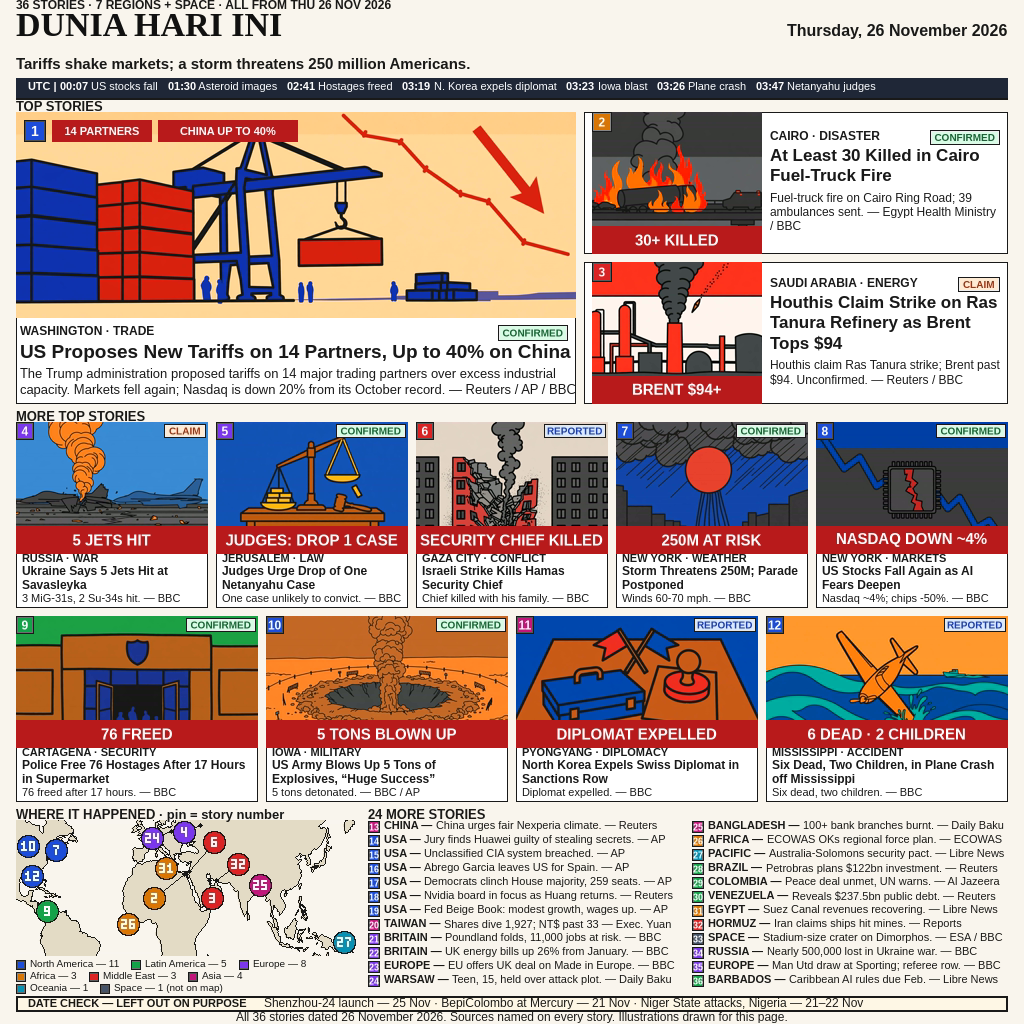 36 STORIES · 7 REGIONS + SPACE · ALL FROM THU 26 NOV 2026
DUNIA HARI INI
Thursday, 26 November 2026
Tariffs shake markets; a storm threatens 250 million Americans.
UTC | 00:07 US stocks fall 01:30 Asteroid images 02:41 Hostages freed 03:19 N. Korea expels diplomat 03:23 Iowa blast 03:26 Plane crash 03:47 Netanyahu judges
TOP STORIES
1 14 PARTNERS CHINA UP TO 40%
WASHINGTON · TRADE CONFIRMED
US Proposes New Tariffs on 14 Partners, Up to 40% on China
The Trump administration proposed tariffs on 14 major trading partners over excess industrial
capacity. Markets fell again; Nasdaq is down 20% from its October record. — Reuters / AP / BBC
2
30+ KILLED
CAIRO · DISASTER CONFIRMED
At Least 30 Killed in Cairo
Fuel-Truck Fire
Fuel-truck fire on Cairo Ring Road; 39
ambulances sent. — Egypt Health Ministry
/ BBC
3
BRENT $94+
SAUDI ARABIA · ENERGY CLAIM
Houthis Claim Strike on Ras
Tanura Refinery as Brent
Tops $94
Houthis claim Ras Tanura strike; Brent past
$94. Unconfirmed. — Reuters / BBC
MORE TOP STORIES
4 CLAIM
5 JETS HIT
RUSSIA · WAR
Ukraine Says 5 Jets Hit at
Savasleyka
3 MiG-31s, 2 Su-34s hit. — BBC
5 CONFIRMED
JUDGES: DROP 1 CASE
JERUSALEM · LAW
Judges Urge Drop of One
Netanyahu Case
One case unlikely to convict. — BBC
6 REPORTED
SECURITY CHIEF KILLED
GAZA CITY · CONFLICT
Israeli Strike Kills Hamas
Security Chief
Chief killed with his family. — BBC
7 CONFIRMED
250M AT RISK
NEW YORK · WEATHER
Storm Threatens 250M; Parade
Postponed
Winds 60-70 mph. — BBC
8 CONFIRMED
NASDAQ DOWN ~4%
NEW YORK · MARKETS
US Stocks Fall Again as AI
Fears Deepen
Nasdaq ~4%; chips -50%. — BBC
9 CONFIRMED
76 FREED
CARTAGENA · SECURITY
Police Free 76 Hostages After 17 Hours
in Supermarket
76 freed after 17 hours. — BBC
10 CONFIRMED
5 TONS BLOWN UP
IOWA · MILITARY
US Army Blows Up 5 Tons of
Explosives, “Huge Success”
5 tons detonated. — BBC / AP
11 REPORTED
DIPLOMAT EXPELLED
PYONGYANG · DIPLOMACY
North Korea Expels Swiss Diplomat in
Sanctions Row
Diplomat expelled. — BBC
12 REPORTED
6 DEAD · 2 CHILDREN
MISSISSIPPI · ACCIDENT
Six Dead, Two Children, in Plane Crash
off Mississippi
Six dead, two children. — BBC
WHERE IT HAPPENED · pin = story number
10 7 24 4 6
12 31 32
9 2 3 25
26 27
North America — 11 Latin America — 5 Europe — 8
Africa — 3 Middle East — 3 Asia — 4
Oceania — 1 Space — 1 (not on map)
24 MORE STORIES
13 CHINA — China urges fair Nexperia climate. — Reuters
14 USA — Jury finds Huawei guilty of stealing secrets. — AP
15 USA — Unclassified CIA system breached. — AP
16 USA — Abrego Garcia leaves US for Spain. — AP
17 USA — Democrats clinch House majority, 259 seats. — AP
18 USA — Nvidia board in focus as Huang returns. — Reuters
19 USA — Fed Beige Book: modest growth, wages up. — AP
20 TAIWAN — Shares dive 1,927; NT$ past 33 — Exec. Yuan
21 BRITAIN — Poundland folds, 11,000 jobs at risk. — BBC
22 BRITAIN — UK energy bills up 26% from January. — BBC
23 EUROPE — EU offers UK deal on Made in Europe. — BBC
24 WARSAW — Teen, 15, held over attack plot. — Daily Baku
25 BANGLADESH — 100+ bank branches burnt. — Daily Baku
26 AFRICA — ECOWAS OKs regional force plan. — ECOWAS
27 PACIFIC — Australia-Solomons security pact. — Libre News
28 BRAZIL — Petrobras plans $122bn investment. — Reuters
29 COLOMBIA — Peace deal unmet, UN warns. — Al Jazeera
30 VENEZUELA — Reveals $237.5bn public debt. — Reuters
31 EGYPT — Suez Canal revenues recovering. — Libre News
32 HORMUZ — Iran claims ships hit mines. — Reports
33 SPACE — Stadium-size crater on Dimorphos. — ESA / BBC
34 RUSSIA — Nearly 500,000 lost in Ukraine war. — BBC
35 EUROPE — Man Utd draw at Sporting; referee row. — BBC
36 BARBADOS — Caribbean AI rules due Feb. — Libre News
DATE CHECK — LEFT OUT ON PURPOSE Shenzhou-24 launch — 25 Nov · BepiColombo at Mercury — 21 Nov · Niger State attacks, Nigeria — 21–22 Nov
All 36 stories dated 26 November 2026. Sources named on every story. Illustrations drawn for this page.